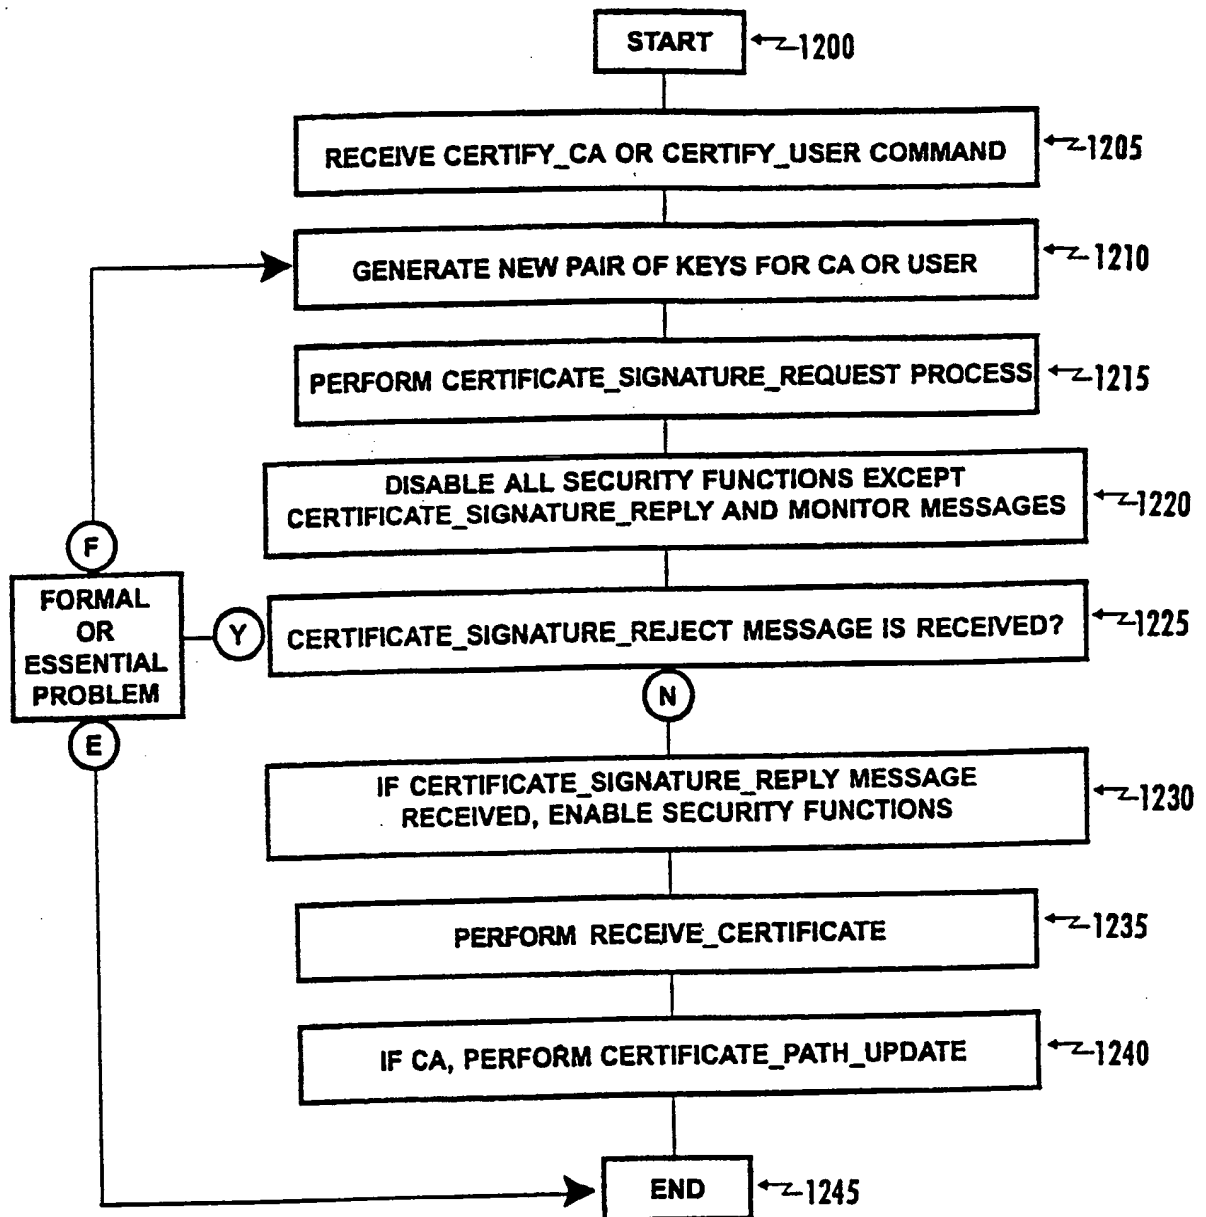 START
1200
RECEIVE CERTIFY_CA OR CERTIFY_USER COMMAND
1205
GENERATE NEW PAIR OF KEYS FOR CA OR USER
1210
PERFORM CERTIFICATE_SIGNATURE_REQUEST PROCESS
1215
DISABLE ALL SECURITY FUNCTIONS EXCEPT
CERTIFICATE_SIGNATURE_REPLY AND MONITOR MESSAGES
1220
F
FORMAL
OR
ESSENTIAL
PROBLEM
Y
CERTIFICATE_SIGNATURE_REJECT MESSAGE IS RECEIVED?
1225
N
E
IF CERTIFICATE_SIGNATURE_REPLY MESSAGE
RECEIVED, ENABLE SECURITY FUNCTIONS
1230
PERFORM RECEIVE_CERTIFICATE
1235
IF CA, PERFORM CERTIFICATE_PATH_UPDATE
1240
END
1245